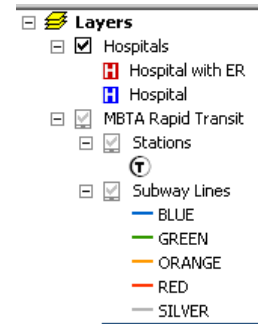 Layers
Hospitals
H Hospital with ER
H Hospital
MBTA Rapid Transit
Stations
T
Subway Lines
BLUE
GREEN
ORANGE
RED
SILVER